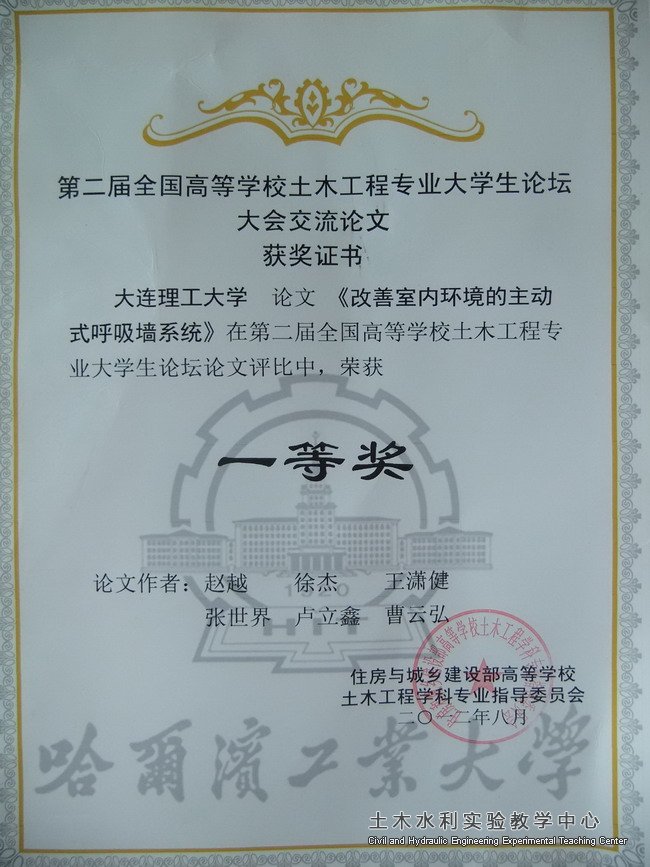 第二届全国高等学校土木工程专业大学生论坛
大会交流论文
获奖证书
大连理工大学 论文 《改善室内环境的主动
式呼吸墙系统》在第二届全国高等学校土木工程专
业大学生论坛论文评比中，荣获
一等奖
1920
论文作者：赵越 徐杰 王潇健
张世界 卢立鑫 曹云弘
住房与城乡建设部高等学校
土木工程学科专业指导委员会
二〇一二年八月
哈爾濱工業大學
土木水利实验教学中心
Civil and Hydraulic Engineering Experimental Teaching Center